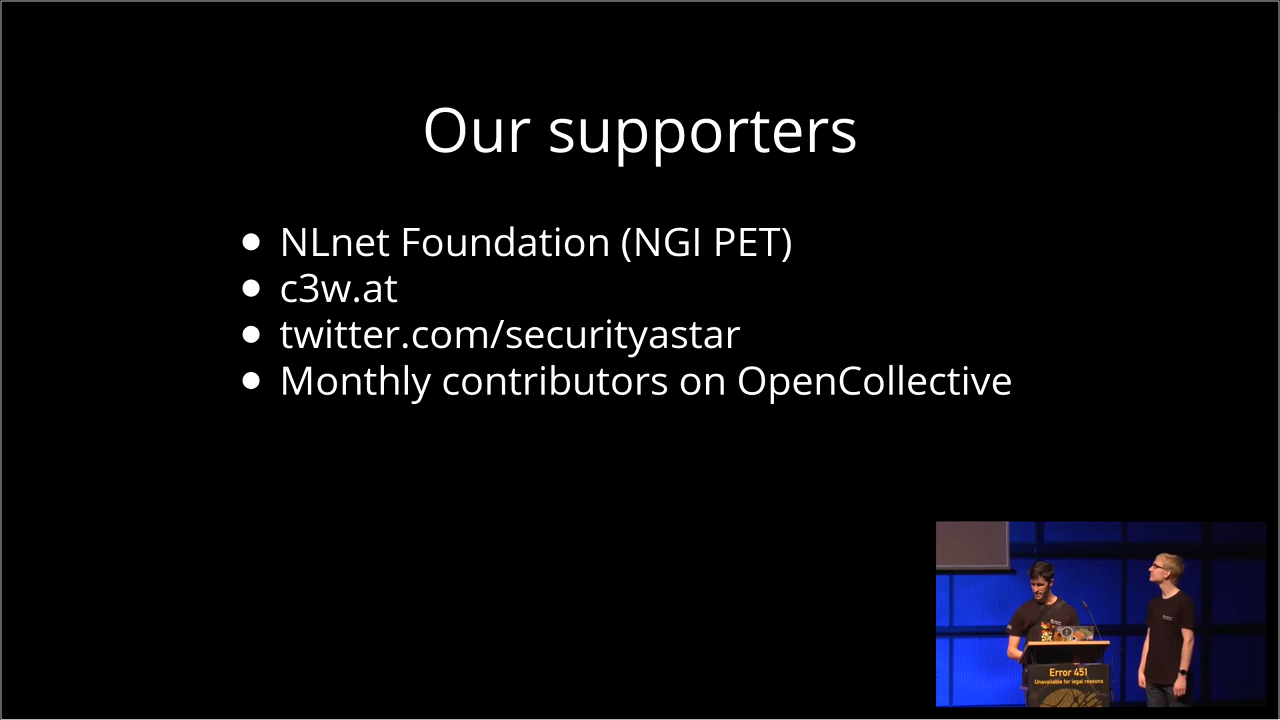 Our supporters
NLnet Foundation (NGI PET)
c3w.at
twitter.com/securityastar
Monthly contributors on OpenCollective
Error 451
Unavailable for legal reasons